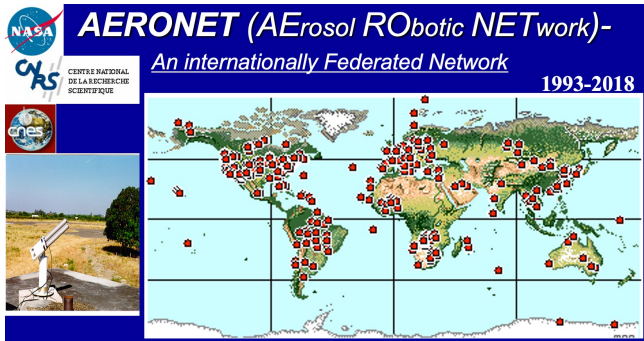 AERONET (AErosol RObotic NETwork)-
An internationally Federated Network
1993-2018
NASA
CNRS
CENTRE NATIONAL
DE LA RECHERCHE
SCIENTIFIQUE
cnes